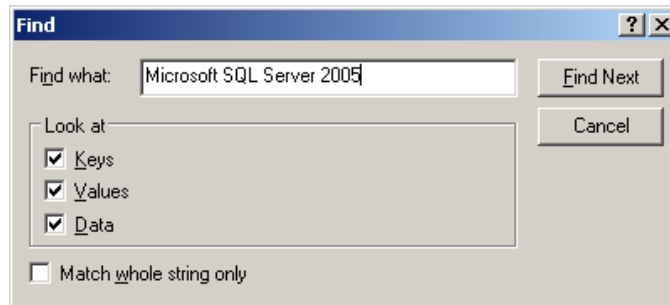 Find
Find what: Microsoft SQL Server 2005
Find Next
Look at
Cancel
Keys
Values
Data
Match whole string only